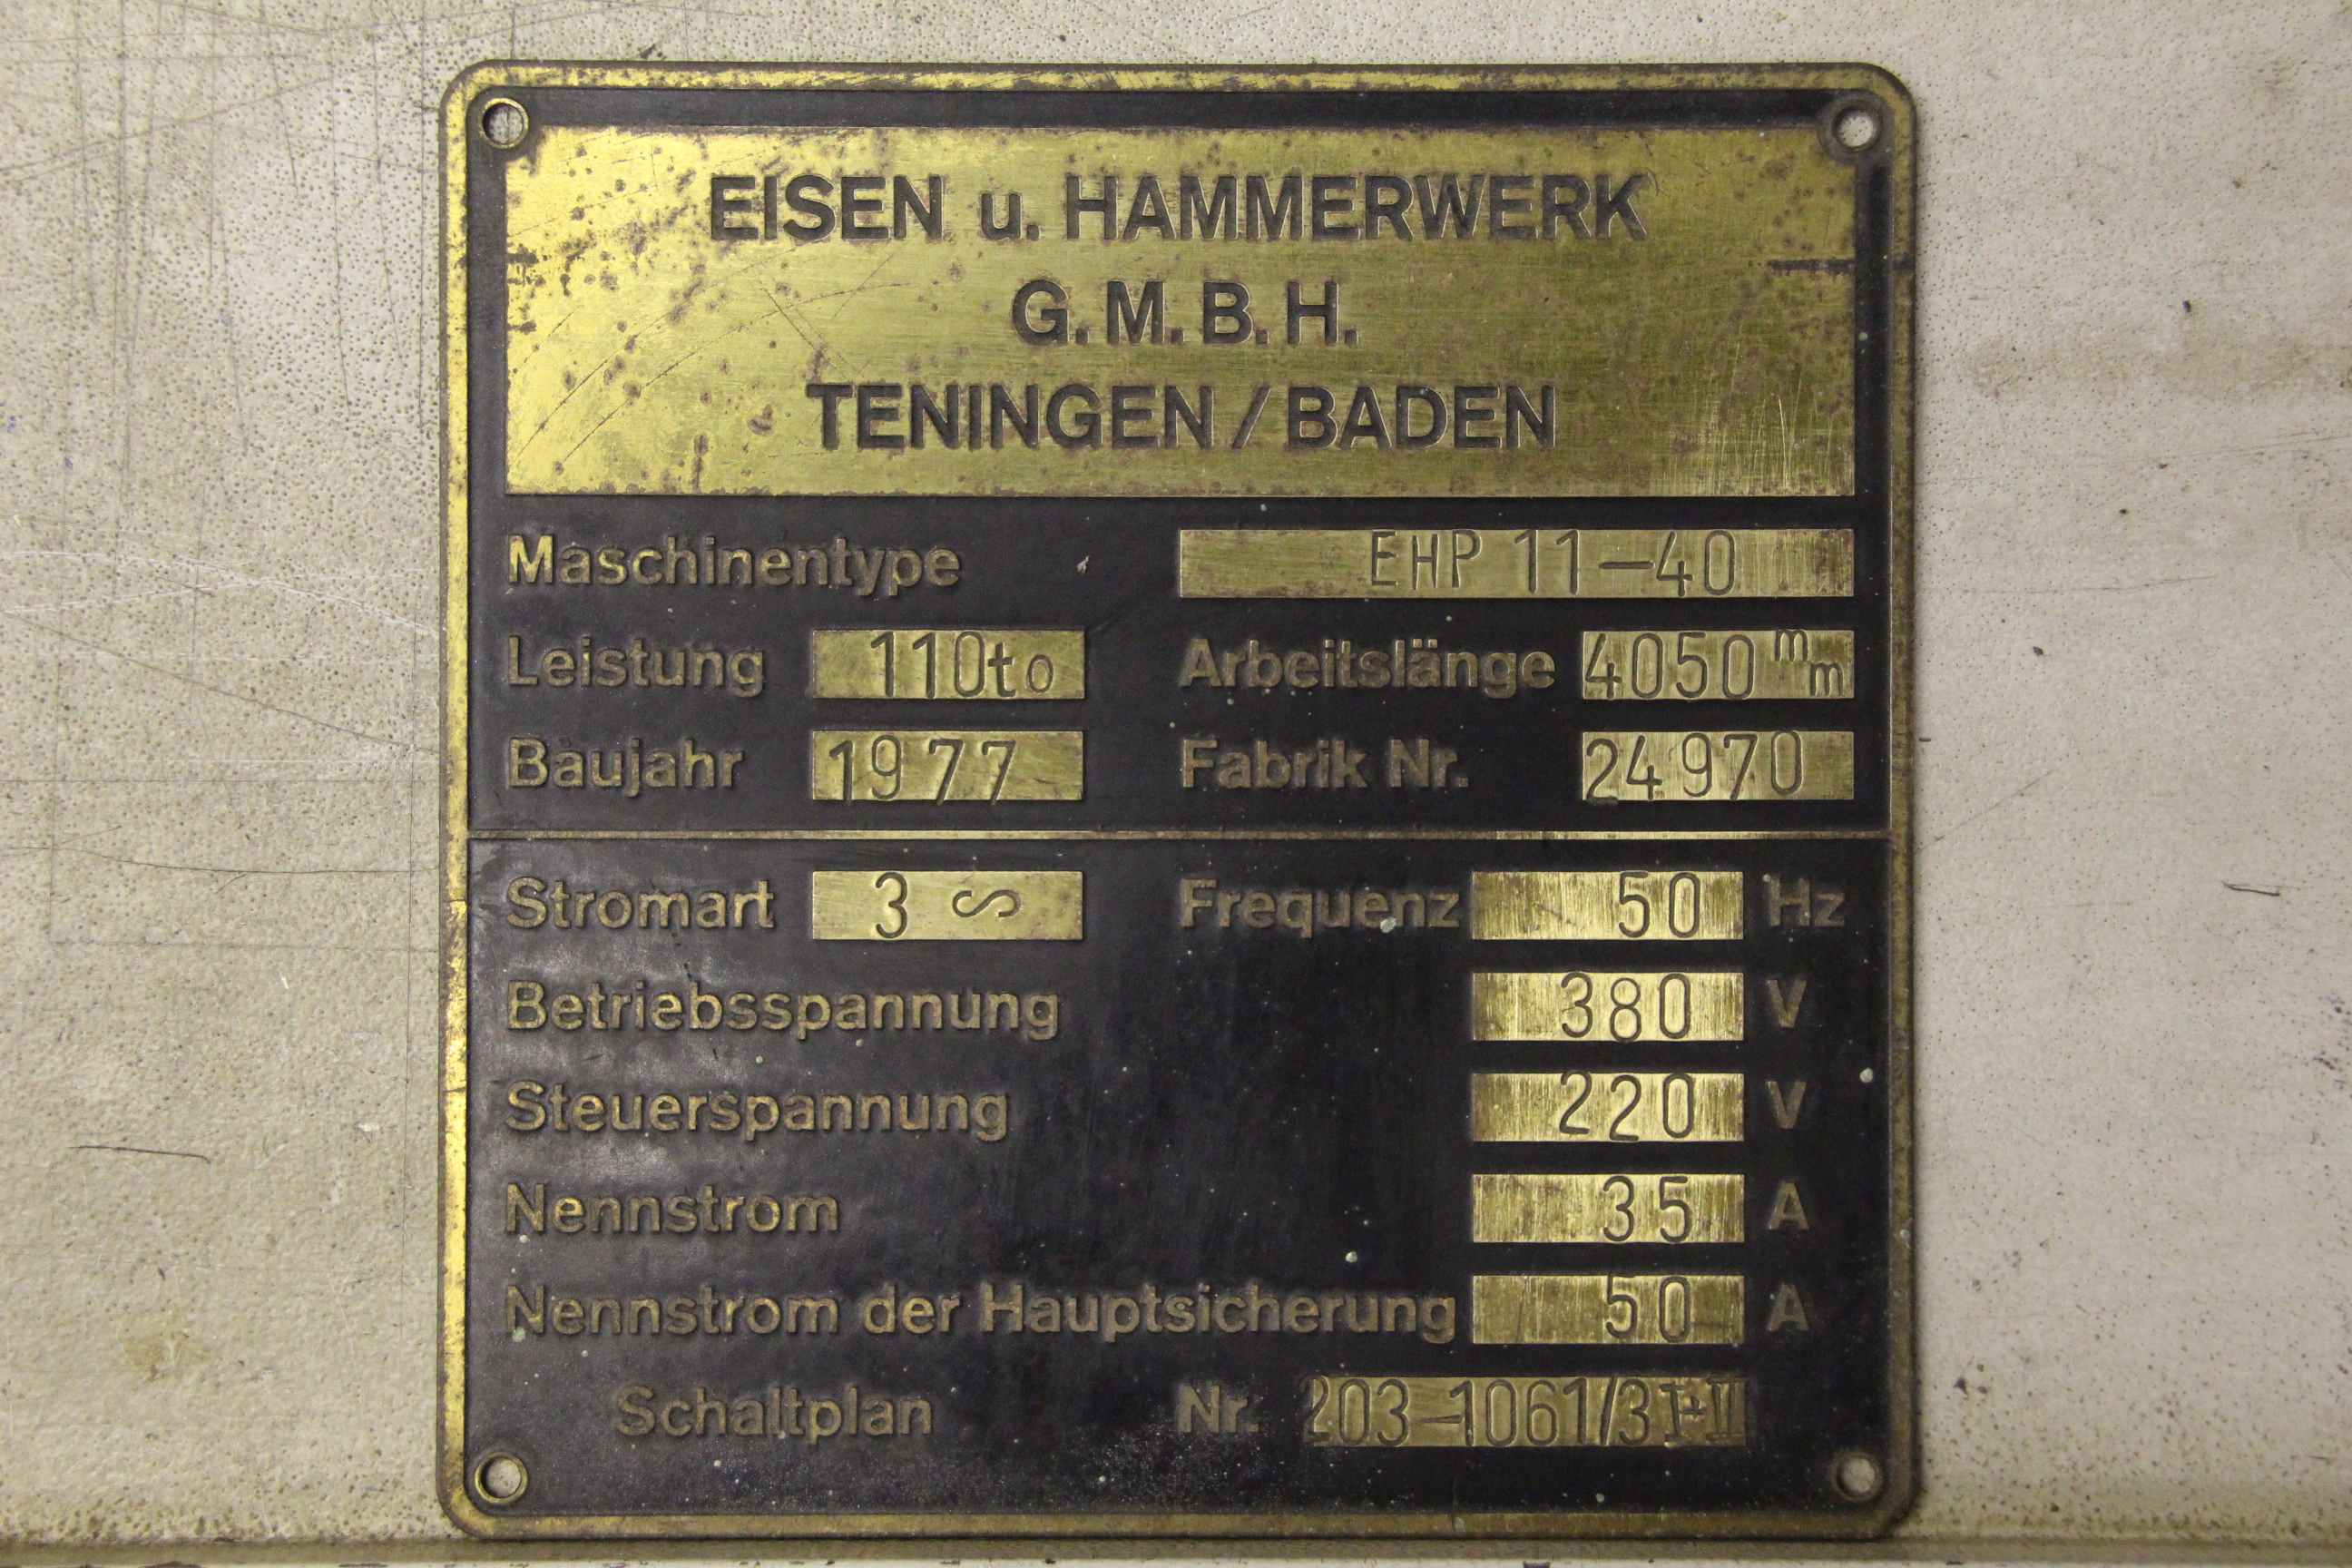 EISEN u. HAMMERWERK
G.M.B.H.
TENINGEN/BADEN
Maschinentype EHP 11-40
Leistung 110to Arbeitslänge 4050 mm
Baujahr 1977 Fabrik Nr. 24970
Stromart 3 ∽ Frequenz 50 Hz
Betriebsspannung 380 V
Steuerspannung 220 V
Nennstrom 35 A
Nennstrom der Hauptsicherung 50 A
Schaltplan Nr. 203-1061/3I+II